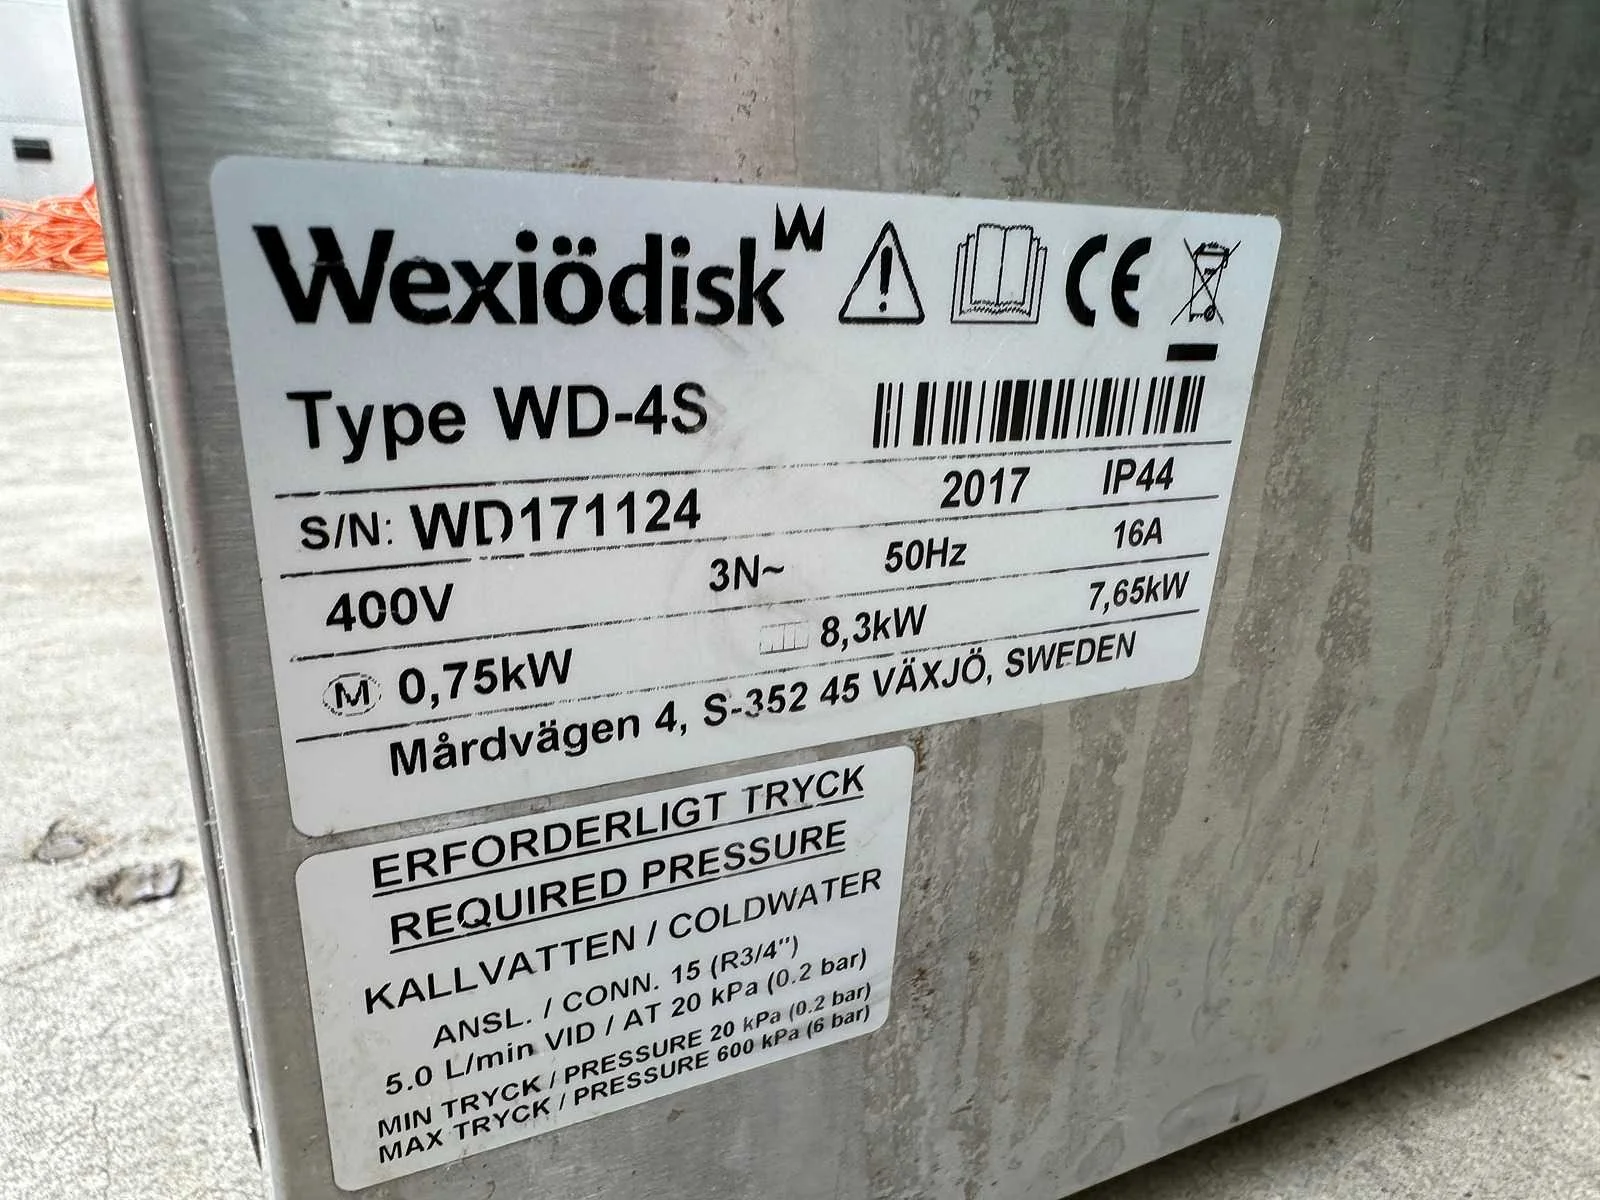 Wexiödisk
Type WD-4S
S/N: WD171124 2017 IP44
400V 3N~ 50Hz 16A
M 0,75kW 8,3kW 7,65kW
Mårdvägen 4, S-352 45 VÄXJÖ, SWEDEN
ERFORDERLIGT TRYCK
REQUIRED PRESSURE
KALLVATTEN / COLDWATER
ANSL. / CONN. 15 (R3/4")
5.0 L/min VID / AT 20 kPa (0.2 bar)
MIN TRYCK / PRESSURE 20 kPa (0.2 bar)
MAX TRYCK / PRESSURE 600 kPa (6 bar)